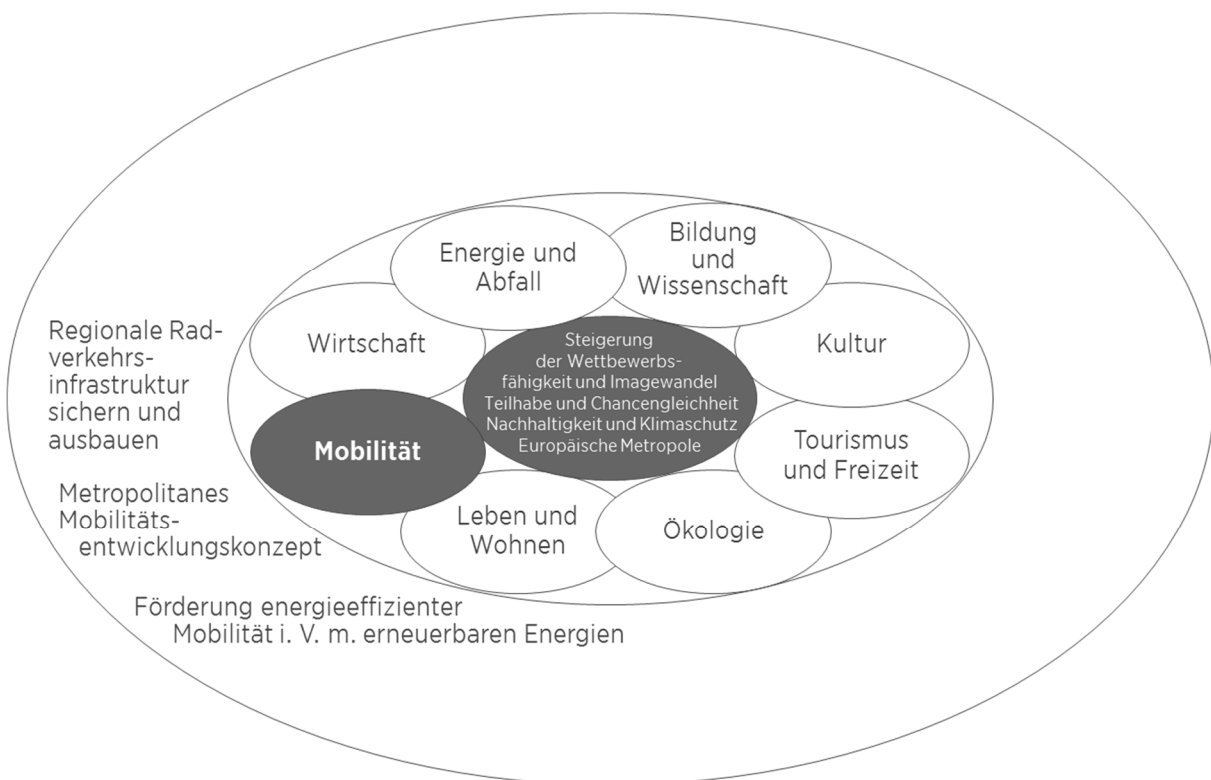 Energie und
Abfall
Bildung
und
Wissenschaft
Wirtschaft
Kultur
Steigerung
der Wettbewerbs-
fähigkeit und Imagewandel
Teilhabe und Chancengleichheit
Nachhaltigkeit und Klimaschutz
Europäische Metropole
Mobilität
Tourismus
und Freizeit
Leben und
Wohnen
Ökologie
Regionale Rad-
verkehrs-
infrastruktur
sichern und
ausbauen
Metropolitanes
Mobilitäts-
entwicklungskonzept
Förderung energieeffizienter
Mobilität i. V. m. erneuerbaren Energien